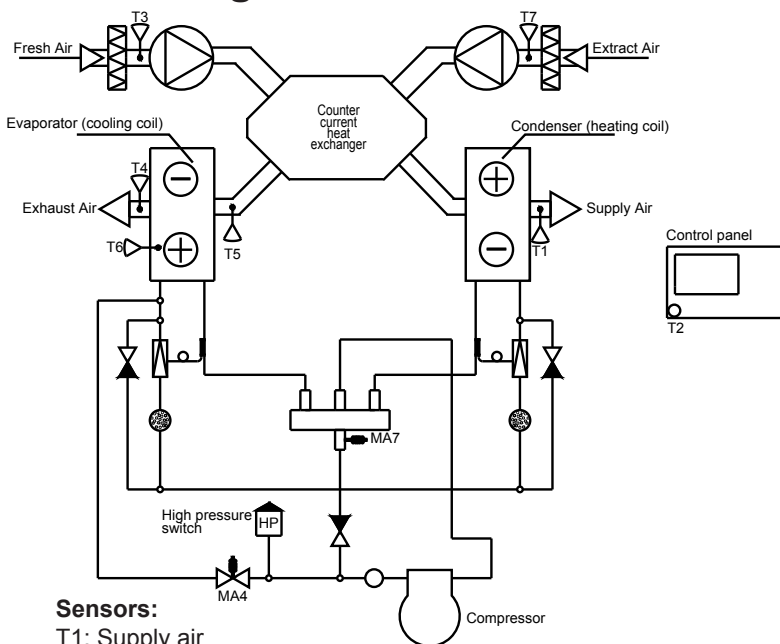 T3
T7
Fresh Air
Extract Air
Counter
current
heat
exchanger
Evaporator (cooling coil)
Condenser (heating coil)
T4
Exhaust Air
T6
T5
Supply Air
T1
Control panel
T2
MA7
High pressure
switch
HP
MA4
Compressor
Sensors:
T1: Supply air